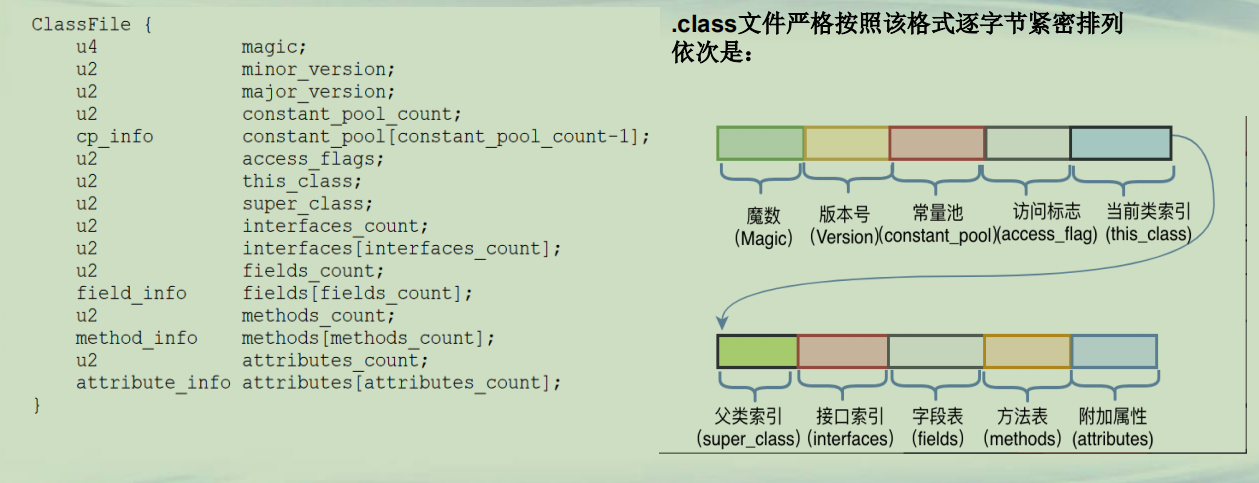 ClassFile {
u4 magic;
u2 minor_version;
u2 major_version;
u2 constant_pool_count;
cp_info constant_pool[constant_pool_count-1];
u2 access_flags;
u2 this_class;
u2 super_class;
u2 interfaces_count;
u2 interfaces[interfaces_count];
u2 fields_count;
field_info fields[fields_count];
u2 methods_count;
method_info methods[methods_count];
u2 attributes_count;
attribute_info attributes[attributes_count];
}
.class文件严格按照该格式逐字节紧密排列
依次是：
魔数 版本号 常量池 访问标志 当前类索引
(Magic) (Version)(constant_pool)(access_flag) (this_class)
父类索引 接口索引 字段表 方法表 附加属性
(super_class) (interfaces) (fields) (methods) (attributes)